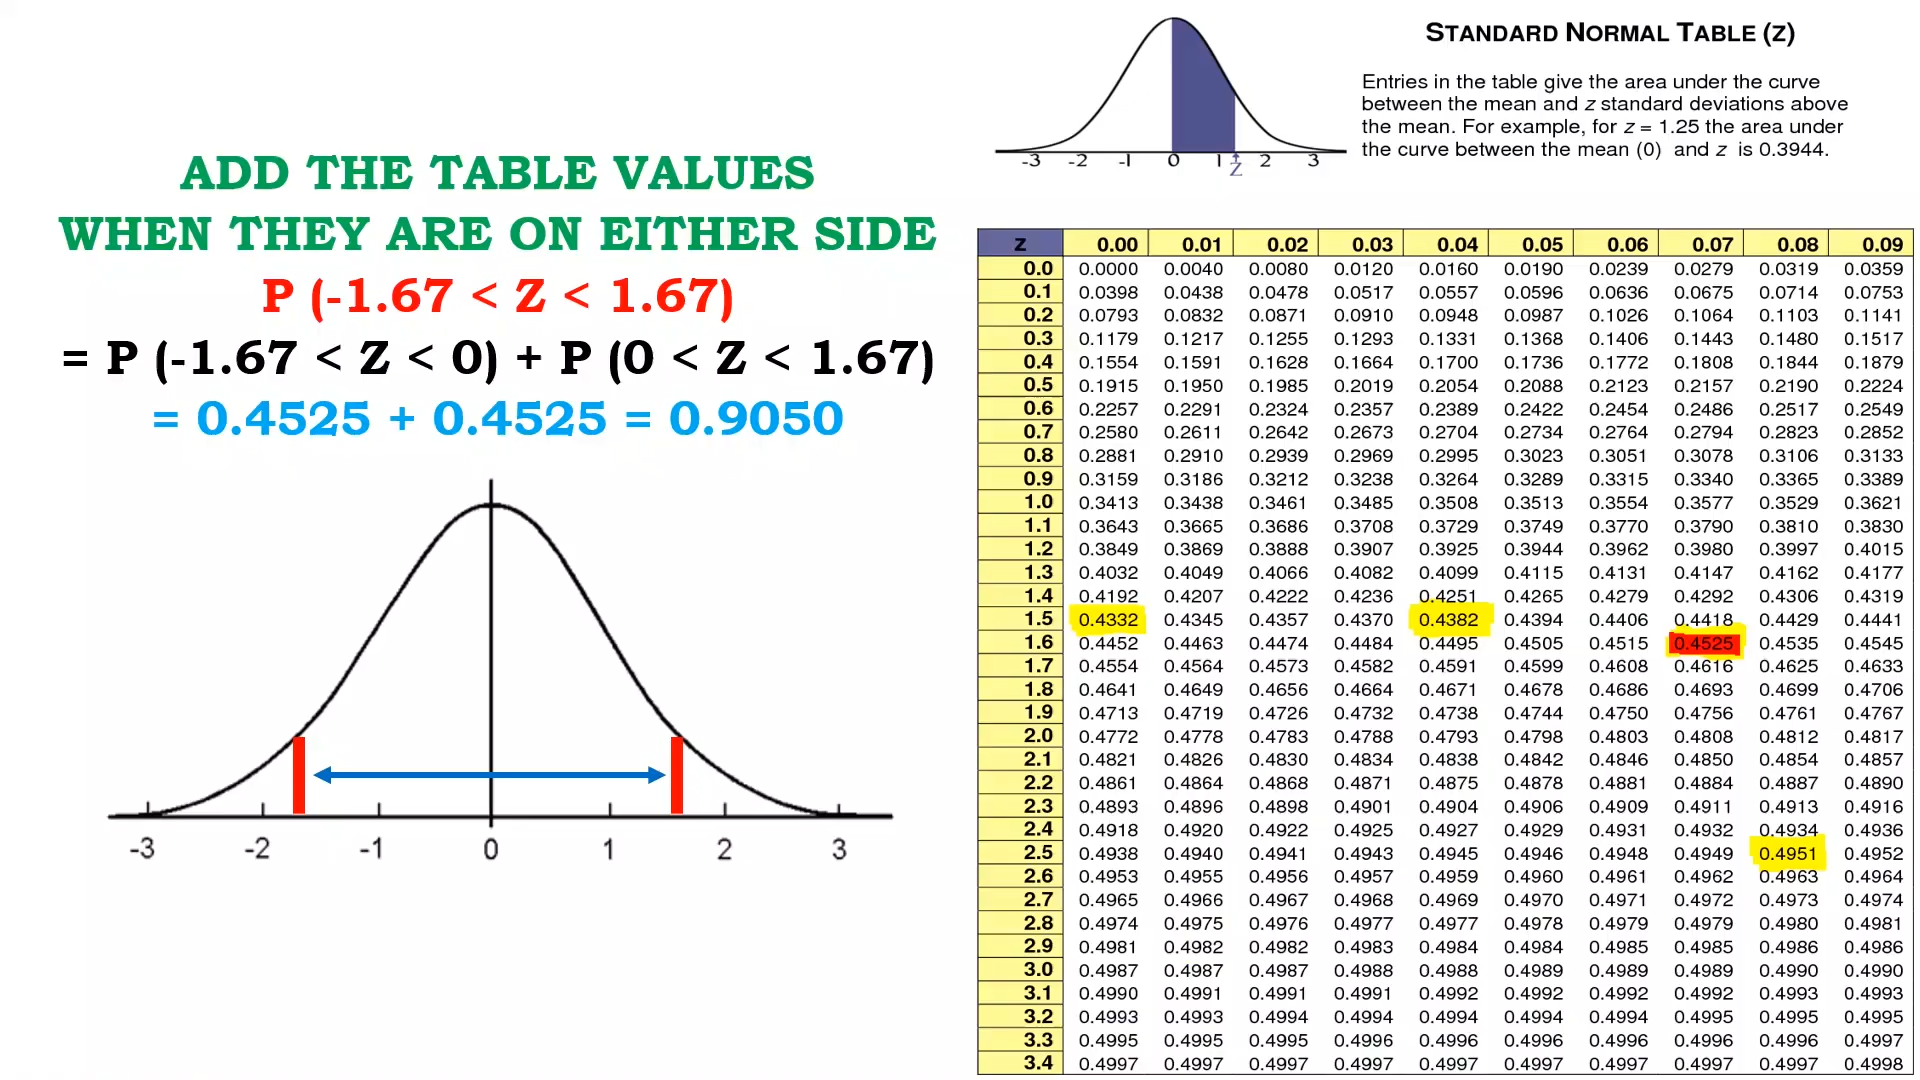 ADD THE TABLE VALUES
WHEN THEY ARE ON EITHER SIDE
P (-1.67 < Z < 1.67)
= P (-1.67 < Z < 0) + P (0 < Z < 1.67)
= 0.4525 + 0.4525 = 0.9050
-3 -2 -1 0 1 2 3
-3 -2 -1 0 1 2 3
Z
STANDARD NORMAL TABLE (Z)
Entries in the table give the area under the curve
between the mean and z standard deviations above
the mean. For example, for z = 1.25 the area under
the curve between the mean (0) and z is 0.3944.
z 0.00 0.01 0.02 0.03 0.04 0.05 0.06 0.07 0.08 0.09
0.0 0.0000 0.0040 0.0080 0.0120 0.0160 0.0190 0.0239 0.0279 0.0319 0.0359
0.1 0.0398 0.0438 0.0478 0.0517 0.0557 0.0596 0.0636 0.0675 0.0714 0.0753
0.2 0.0793 0.0832 0.0871 0.0910 0.0948 0.0987 0.1026 0.1064 0.1103 0.1141
0.3 0.1179 0.1217 0.1255 0.1293 0.1331 0.1368 0.1406 0.1443 0.1480 0.1517
0.4 0.1554 0.1591 0.1628 0.1664 0.1700 0.1736 0.1772 0.1808 0.1844 0.1879
0.5 0.1915 0.1950 0.1985 0.2019 0.2054 0.2088 0.2123 0.2157 0.2190 0.2224
0.6 0.2257 0.2291 0.2324 0.2357 0.2389 0.2422 0.2454 0.2486 0.2517 0.2549
0.7 0.2580 0.2611 0.2642 0.2673 0.2704 0.2734 0.2764 0.2794 0.2823 0.2852
0.8 0.2881 0.2910 0.2939 0.2969 0.2995 0.3023 0.3051 0.3078 0.3106 0.3133
0.9 0.3159 0.3186 0.3212 0.3238 0.3264 0.3289 0.3315 0.3340 0.3365 0.3389
1.0 0.3413 0.3438 0.3461 0.3485 0.3508 0.3513 0.3554 0.3577 0.3529 0.3621
1.1 0.3643 0.3665 0.3686 0.3708 0.3729 0.3749 0.3770 0.3790 0.3810 0.3830
1.2 0.3849 0.3869 0.3888 0.3907 0.3925 0.3944 0.3962 0.3980 0.3997 0.4015
1.3 0.4032 0.4049 0.4066 0.4082 0.4099 0.4115 0.4131 0.4147 0.4162 0.4177
1.4 0.4192 0.4207 0.4222 0.4236 0.4251 0.4265 0.4279 0.4292 0.4306 0.4319
1.5 0.4332 0.4345 0.4357 0.4370 0.4382 0.4394 0.4406 0.4418 0.4429 0.4441
1.6 0.4452 0.4463 0.4474 0.4484 0.4495 0.4505 0.4515 0.4525 0.4535 0.4545
1.7 0.4554 0.4564 0.4573 0.4582 0.4591 0.4599 0.4608 0.4616 0.4625 0.4633
1.8 0.4641 0.4649 0.4656 0.4664 0.4671 0.4678 0.4686 0.4693 0.4699 0.4706
1.9 0.4713 0.4719 0.4726 0.4732 0.4738 0.4744 0.4750 0.4756 0.4761 0.4767
2.0 0.4772 0.4778 0.4783 0.4788 0.4793 0.4798 0.4803 0.4808 0.4812 0.4817
2.1 0.4821 0.4826 0.4830 0.4834 0.4838 0.4842 0.4846 0.4850 0.4854 0.4857
2.2 0.4861 0.4864 0.4868 0.4871 0.4875 0.4878 0.4881 0.4884 0.4887 0.4890
2.3 0.4893 0.4896 0.4898 0.4901 0.4904 0.4906 0.4909 0.4911 0.4913 0.4916
2.4 0.4918 0.4920 0.4922 0.4925 0.4927 0.4929 0.4931 0.4932 0.4934 0.4936
2.5 0.4938 0.4940 0.4941 0.4943 0.4945 0.4946 0.4948 0.4949 0.4951 0.4952
2.6 0.4953 0.4955 0.4956 0.4957 0.4959 0.4960 0.4961 0.4962 0.4963 0.4964
2.7 0.4965 0.4966 0.4967 0.4968 0.4969 0.4970 0.4971 0.4972 0.4973 0.4974
2.8 0.4974 0.4975 0.4976 0.4977 0.4977 0.4978 0.4979 0.4979 0.4980 0.4981
2.9 0.4981 0.4982 0.4982 0.4983 0.4984 0.4984 0.4985 0.4985 0.4986 0.4986
3.0 0.4987 0.4987 0.4987 0.4988 0.4988 0.4989 0.4989 0.4989 0.4990 0.4990
3.1 0.4990 0.4991 0.4991 0.4991 0.4992 0.4992 0.4992 0.4992 0.4993 0.4993
3.2 0.4993 0.4993 0.4994 0.4994 0.4994 0.4994 0.4994 0.4995 0.4995 0.4995
3.3 0.4995 0.4995 0.4995 0.4996 0.4996 0.4996 0.4996 0.4996 0.4996 0.4997
3.4 0.4997 0.4997 0.4997 0.4997 0.4997 0.4997 0.4997 0.4997 0.4997 0.4998